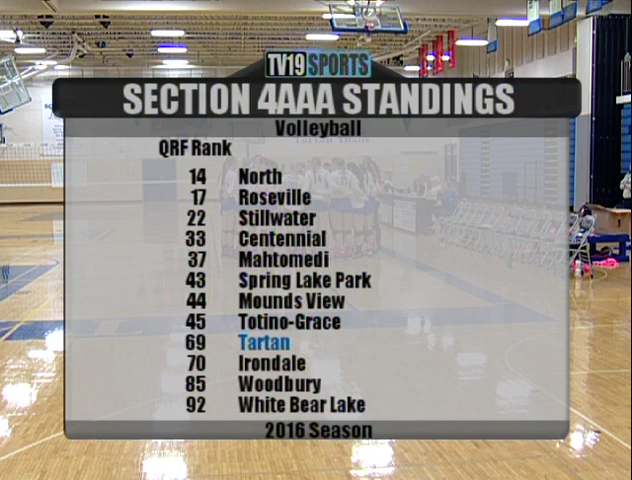 TV19 SPORTS
SECTION 4AAA STANDINGS
Volleyball
QRF Rank
14 North
17 Roseville
22 Stillwater
33 Centennial
37 Mahtomedi
43 Spring Lake Park
44 Mounds View
45 Totino-Grace
69 Tartan
70 Irondale
85 Woodbury
92 White Bear Lake
2016 Season